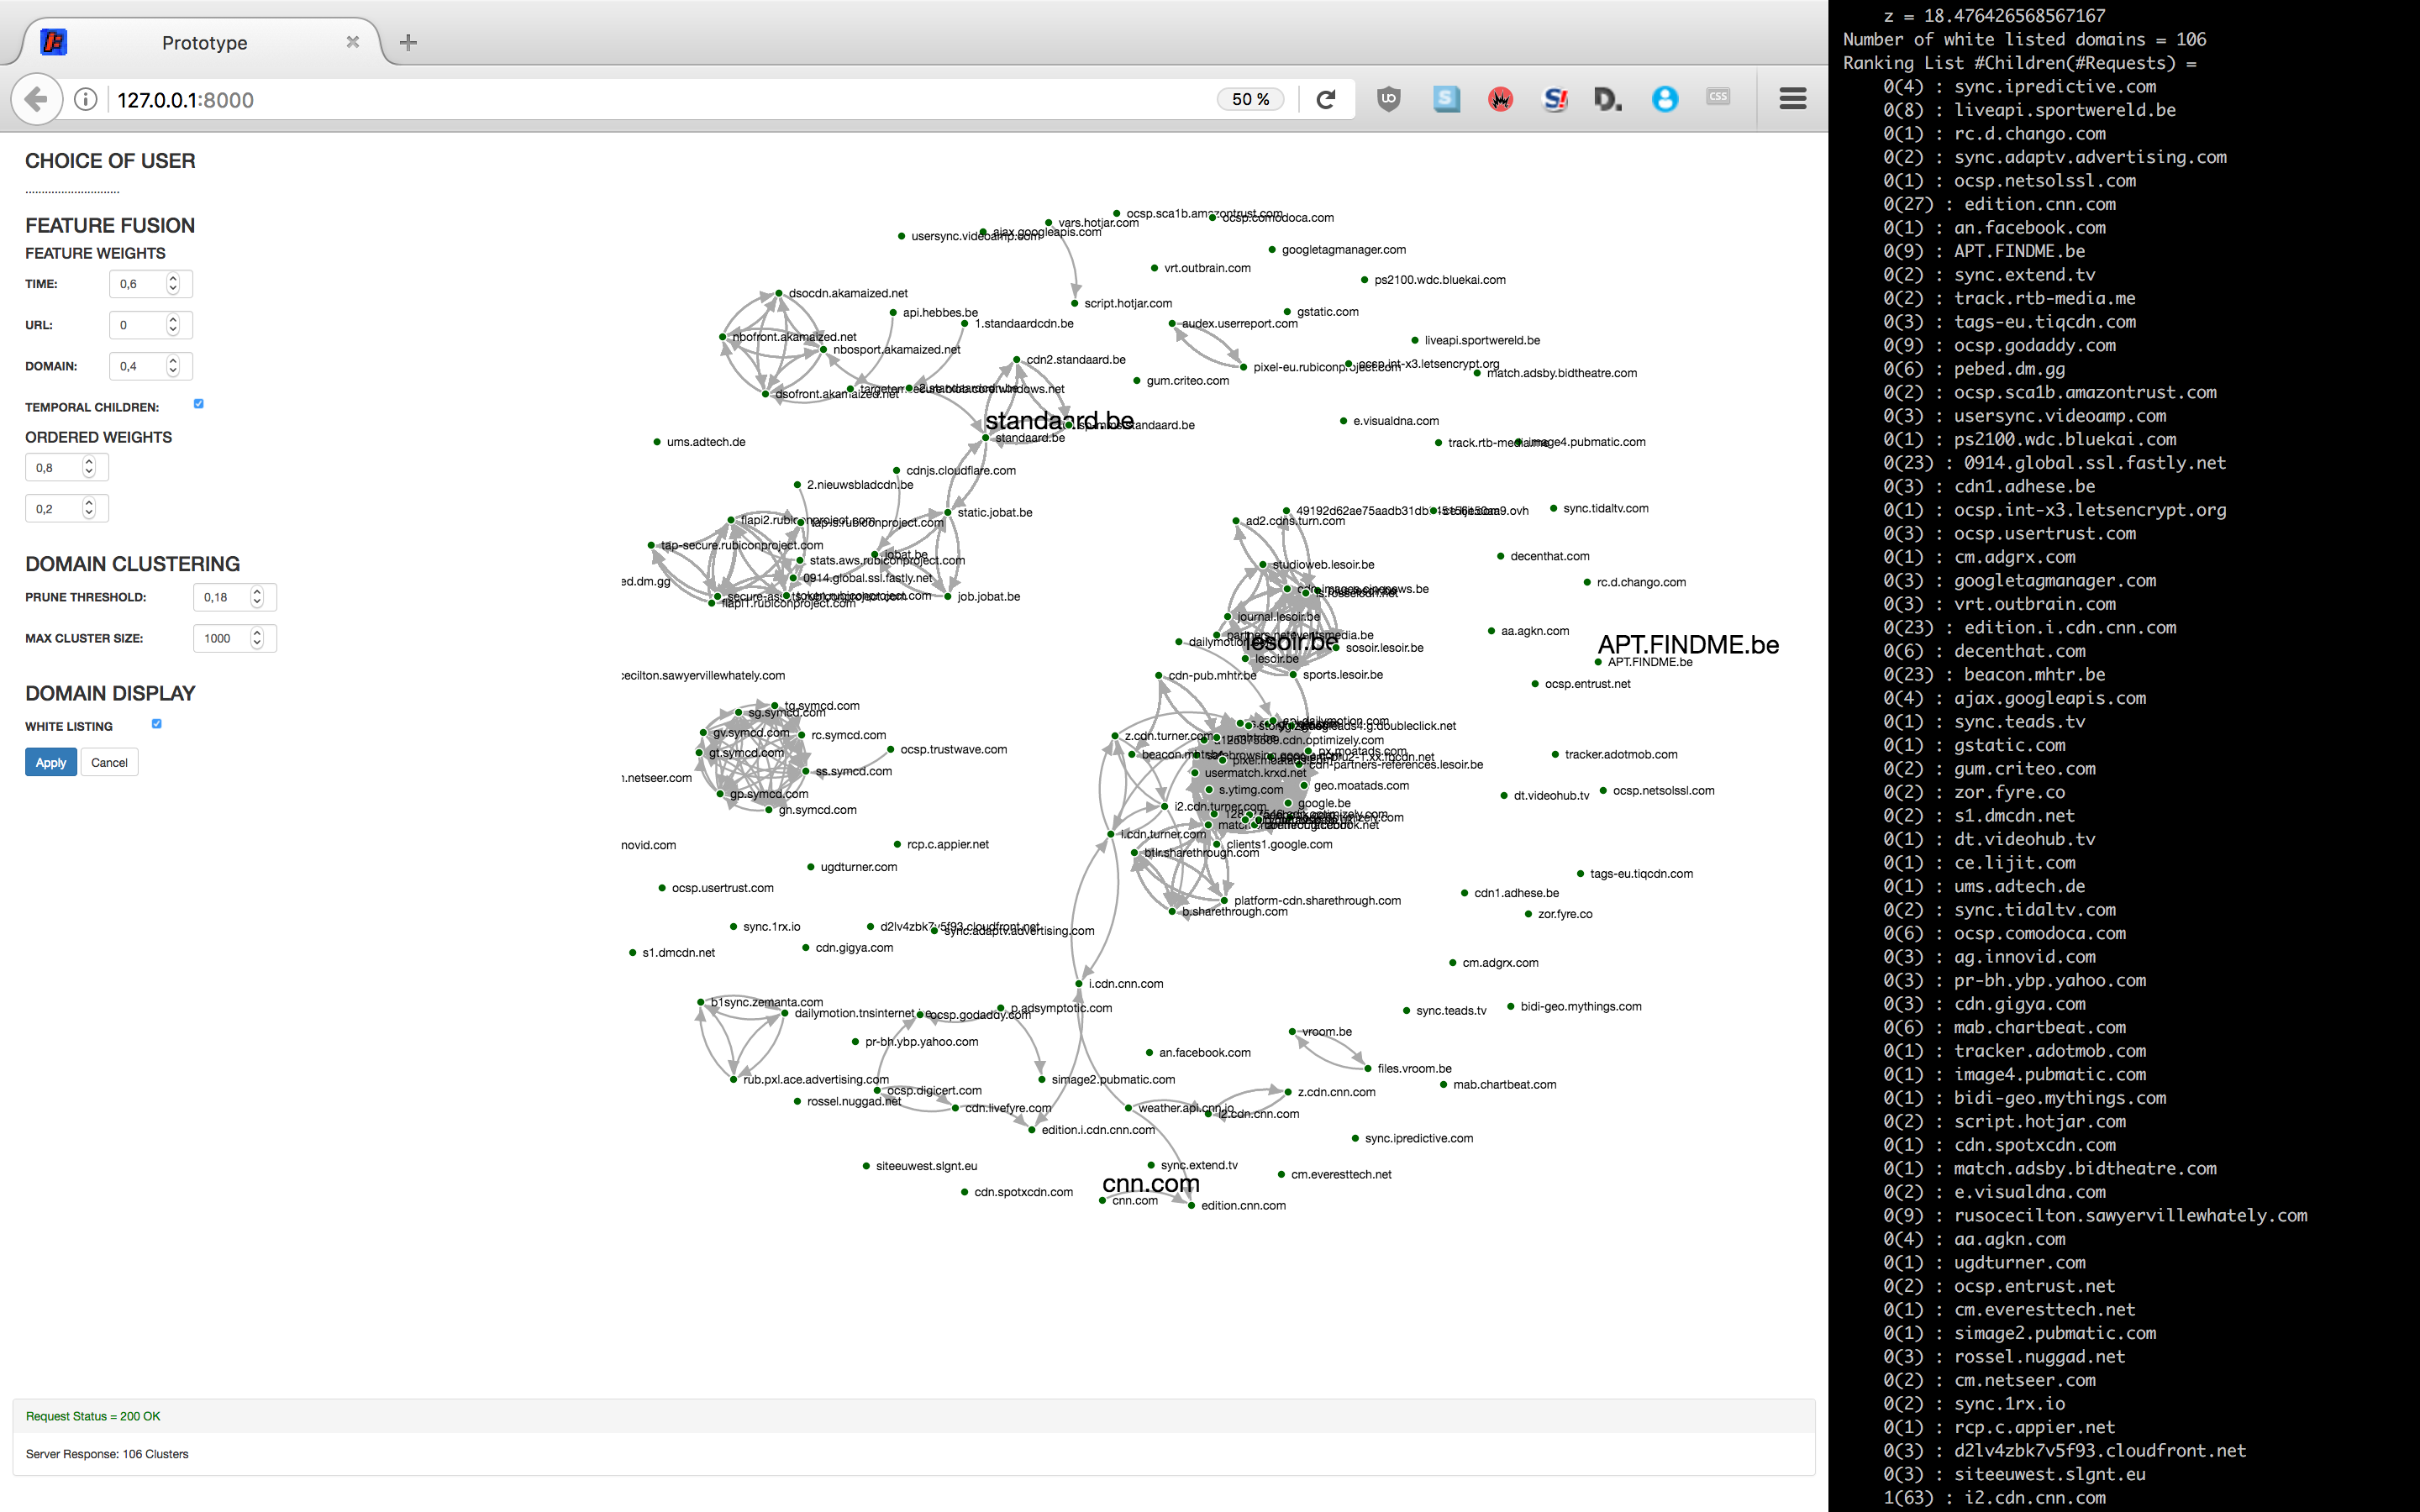 Prototype
127.0.0.1:8000
50 %
CSS
CHOICE OF USER
FEATURE FUSION
FEATURE WEIGHTS
TIME: 0,6
URL: 0
DOMAIN: 0,4
TEMPORAL CHILDREN:
ORDERED WEIGHTS
0,8
0,2
DOMAIN CLUSTERING
PRUNE THRESHOLD: 0,18
MAX CLUSTER SIZE: 1000
DOMAIN DISPLAY
WHITE LISTING
Apply Cancel
ocsp.sca1b.amazontrust.com
ocsp.comodoca.com
vars.hotjar.com
ajax.googleapis.com
usersync.videoamp.com
googletagmanager.com
vrt.outbrain.com
ps2100.wdc.bluekai.com
dsocdn.akamaized.net
script.hotjar.com
api.hebbes.be
gstatic.com
1.standaardcdn.be
audex.userreport.com
nbofront.akamaized.net
liveapi.sportwereld.be
nbosport.akamaized.net
cdn2.standaard.be
ocsp.int-x3.letsencrypt.org
pixel-eu.rubiconproject.com
match.adsby.bidtheatre.com
gum.criteo.com
dsofront.akamaized.net
standaard.be
e.visualdna.com
standaard.be
ums.adtech.de
track.rtb-media.me
image4.pubmatic.com
cdnjs.cloudflare.com
2.nieuwsbladcdn.be
sync.tidaltv.com
static.jobat.be
ad2.cdns.turn.com
flapi2.rubiconproject.com
tap-s.rubiconproject.com
tap-secure.rubiconproject.com
jobat.be
decenthat.com
stats.aws.rubiconproject.com
studioweb.lesoir.be
0914.global.ssl.fastly.net
ed.dm.gg
rc.d.chango.com
job.jobat.be
flapi1.rubiconproject.com
journal.lesoir.be
aa.agkn.com
lesoir.be
APT.FINDME.be
sosoir.lesoir.be
lesoir.be
APT.FINDME.be
cecilton.sawyervillewhately.com
cdn-pub.mhtr.be
sports.lesoir.be
ocsp.entrust.net
tg.symcd.com
sg.symcd.com
gv.symcd.com
rc.symcd.com
z.cdn.turner.com
gt.symcd.com
ocsp.trustwave.com
px.moatads.com
tracker.adotmob.com
cdn-partners-references.lesoir.be
ss.symcd.com
usermatch.krxd.net
n.netseer.com
geo.moatads.com
s.ytimg.com
gp.symcd.com
dt.videohub.tv
ocsp.netsolssl.com
gn.symcd.com
i2.cdn.turner.com
google.be
i.cdn.turner.com
novid.com
rcp.c.appier.net
clients1.google.com
btlr.sharethrough.com
ugdturner.com
tags-eu.tiqcdn.com
ocsp.usertrust.com
cdn1.adhese.be
platform-cdn.sharethrough.com
b.sharethrough.com
zor.fyre.co
sync.1rx.io
d2lv4zbk7v5f93.cloudfront.net
sync.adaptv.advertising.com
cdn.gigya.com
s1.dmcdn.net
cm.adgrx.com
i.cdn.cnn.com
b1sync.zemanta.com
p.adsymptotic.com
bidi-geo.mythings.com
sync.teads.tv
dailymotion.tnsinternet.be
ocsp.godaddy.com
vroom.be
pr-bh.ybp.yahoo.com
an.facebook.com
files.vroom.be
rub.pxl.ace.advertising.com
simage2.pubmatic.com
mab.chartbeat.com
ocsp.digicert.com
z.cdn.cnn.com
rossel.nuggad.net
cdn.livefyre.com
weather.api.cnn.io
i2.cdn.cnn.com
edition.i.cdn.cnn.com
sync.ipredictive.com
siteeuwest.slgnt.eu
sync.extend.tv
cm.everesttech.net
cnn.com
cdn.spotxcdn.com
cnn.com
edition.cnn.com
Request Status = 200 OK
Server Response: 106 Clusters
z = 18.476426568567167
Number of white listed domains = 106
Ranking List #Children(#Requests) =
0(4) : sync.ipredictive.com
0(8) : liveapi.sportwereld.be
0(1) : rc.d.chango.com
0(2) : sync.adaptv.advertising.com
0(1) : ocsp.netsolssl.com
0(27) : edition.cnn.com
0(1) : an.facebook.com
0(9) : APT.FINDME.be
0(2) : sync.extend.tv
0(2) : track.rtb-media.me
0(3) : tags-eu.tiqcdn.com
0(9) : ocsp.godaddy.com
0(6) : pebed.dm.gg
0(2) : ocsp.sca1b.amazontrust.com
0(3) : usersync.videoamp.com
0(1) : ps2100.wdc.bluekai.com
0(23) : 0914.global.ssl.fastly.net
0(3) : cdn1.adhese.be
0(1) : ocsp.int-x3.letsencrypt.org
0(3) : ocsp.usertrust.com
0(1) : cm.adgrx.com
0(3) : googletagmanager.com
0(3) : vrt.outbrain.com
0(23) : edition.i.cdn.cnn.com
0(6) : decenthat.com
0(23) : beacon.mhtr.be
0(4) : ajax.googleapis.com
0(1) : sync.teads.tv
0(1) : gstatic.com
0(2) : gum.criteo.com
0(2) : zor.fyre.co
0(2) : s1.dmcdn.net
0(1) : dt.videohub.tv
0(1) : ce.lijit.com
0(1) : ums.adtech.de
0(2) : sync.tidaltv.com
0(6) : ocsp.comodoca.com
0(3) : ag.innovid.com
0(3) : pr-bh.ybp.yahoo.com
0(3) : cdn.gigya.com
0(6) : mab.chartbeat.com
0(1) : tracker.adotmob.com
0(1) : image4.pubmatic.com
0(1) : bidi-geo.mythings.com
0(2) : script.hotjar.com
0(1) : cdn.spotxcdn.com
0(1) : match.adsby.bidtheatre.com
0(2) : e.visualdna.com
0(9) : rusocecilton.sawyervillewhately.com
0(4) : aa.agkn.com
0(1) : ugdturner.com
0(2) : ocsp.entrust.net
0(1) : cm.everesttech.net
0(1) : simage2.pubmatic.com
0(3) : rossel.nuggad.net
0(2) : cm.netseer.com
0(2) : sync.1rx.io
0(1) : rcp.c.appier.net
0(3) : d2lv4zbk7v5f93.cloudfront.net
0(3) : siteeuwest.slgnt.eu
1(63) : i2.cdn.cnn.com